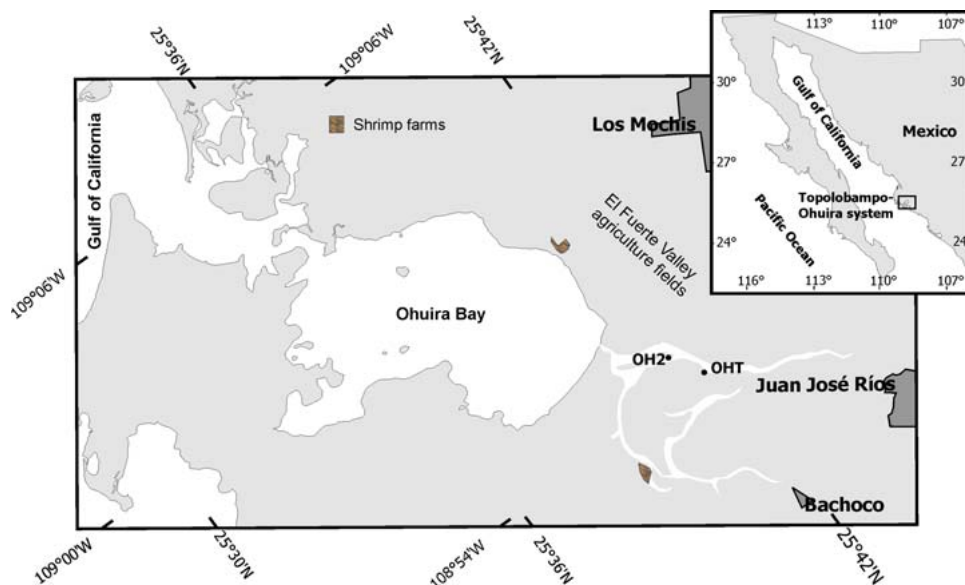 25°36'N
109°06'W
25°42'N
Shrimp farms
Los Mochis
Gulf of California
El Fuerte Valley
agriculture fields
109°06'W
Ohuira Bay
OH2
OHT
Juan José Ríos
Bachoco
109°00'W
25°30'N
108°54'W
25°36'N
25°42'N
113°
110°
107°
30°
30
Gulf of California
Mexico
27°
27
Topolobampo-
Ohuira system
Pacific Ocean
24°
24
116°
113°
110°
107°